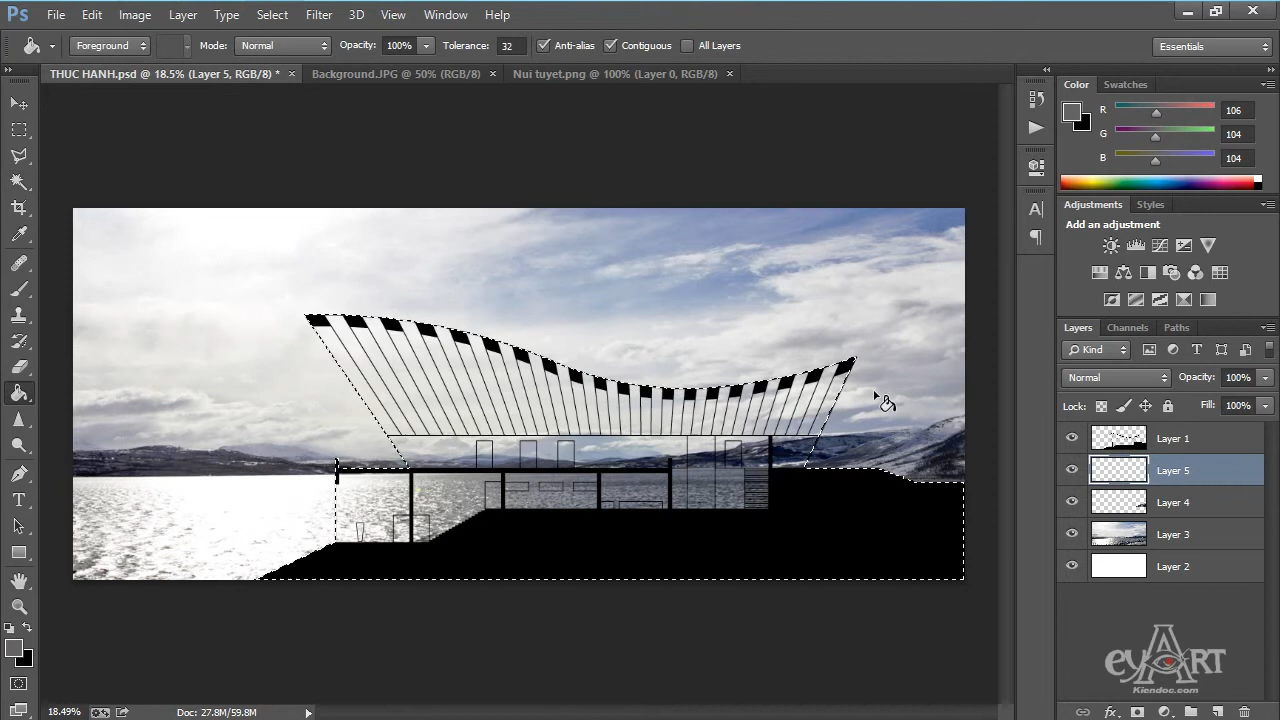 Ps File Edit Image Layer Type Select Filter 3D View Window Help
Foreground Mode: Normal Opacity: 100% Tolerance: 32 Anti-alias Contiguous All Layers Essentials
THUC HANH.psd @ 18.5% (Layer 5, RGB/8) * × Background.JPG @ 50% (RGB/8) × Nui tuyet.png @ 100% (Layer 0, RGB/8) ×
Color Swatches
R 106
G 104
B 104
Adjustments Styles
Add an adjustment
Layers Channels Paths
Kind
Normal Opacity: 100%
Lock: Fill: 100%
Layer 1
Layer 5
Layer 4
Layer 3
Layer 2
eyART
Kiendoc.com
18.49% Doc: 27.8M/59.8M